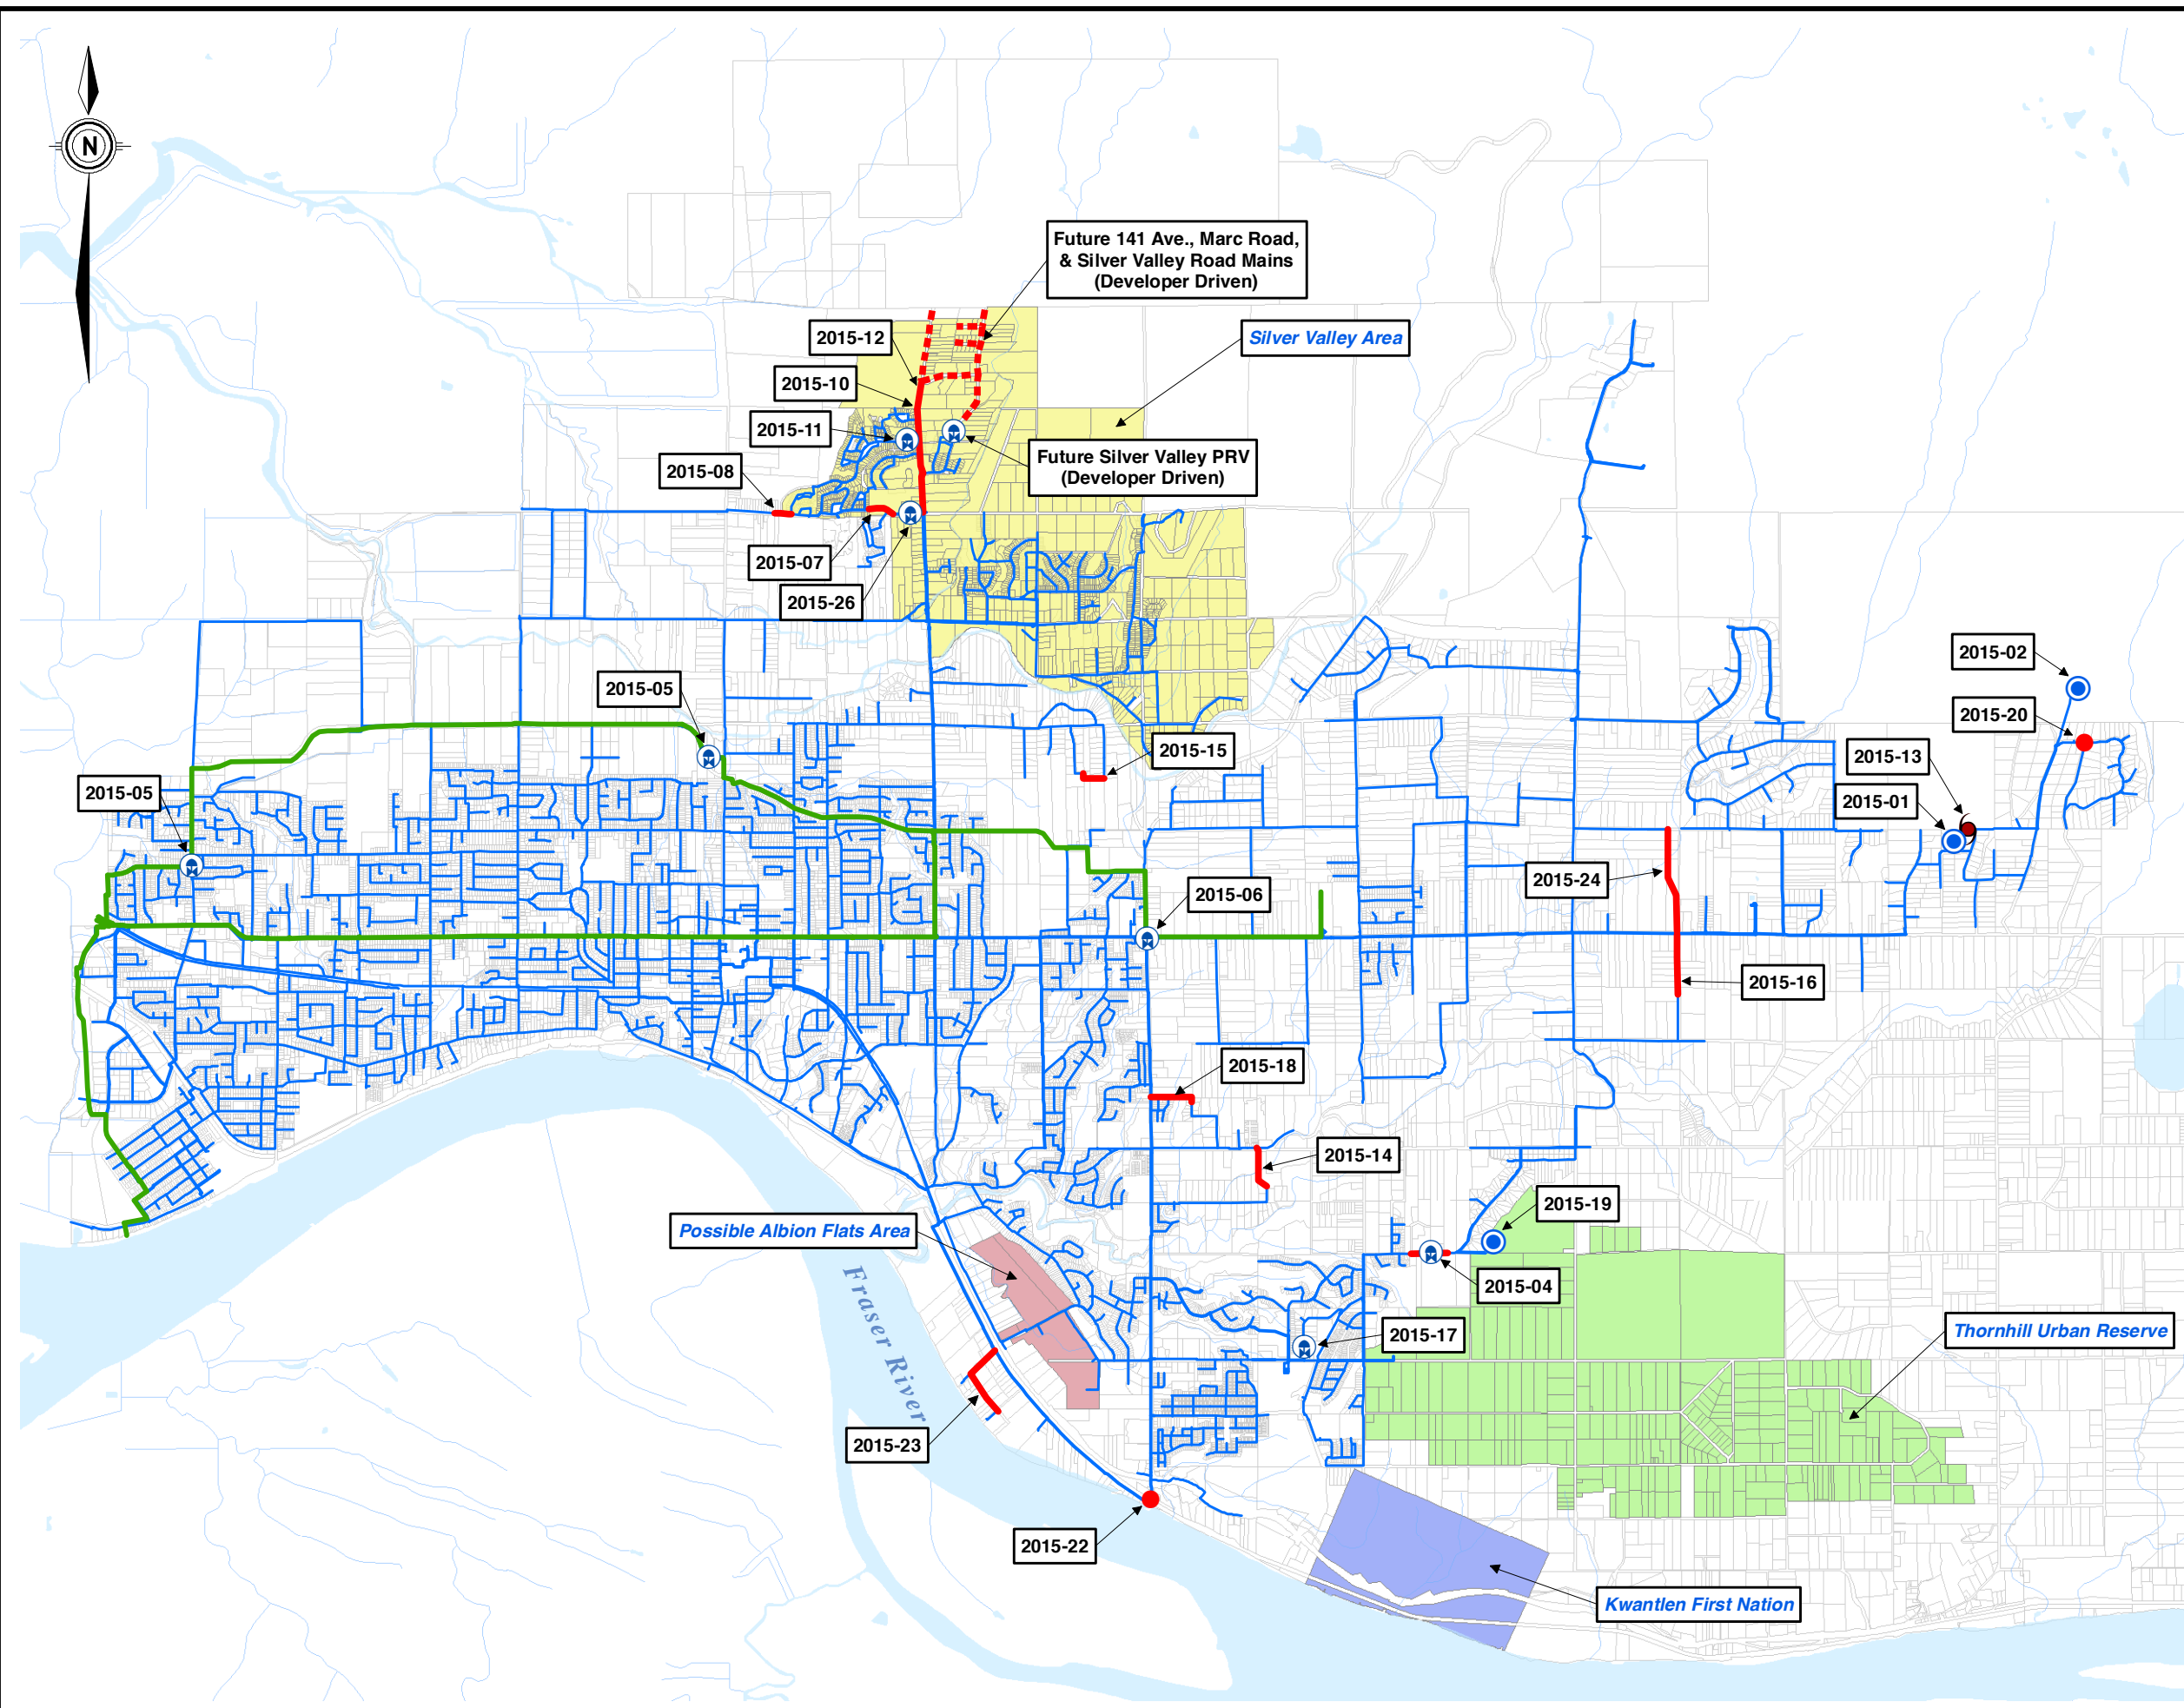 N
Future 141 Ave., Marc Road,
& Silver Valley Road Mains
(Developer Driven)
2015-12
Silver Valley Area
2015-10
2015-11
Future Silver Valley PRV
(Developer Driven)
2015-08
2015-07
2015-26
2015-02
2015-05
2015-20
2015-15
2015-13
2015-05
2015-01
2015-24
2015-06
2015-16
2015-18
2015-14
2015-19
Possible Albion Flats Area
2015-04
Fraser River
2015-17
Thornhill Urban Reserve
2015-23
2015-22
Kwantlen First Nation